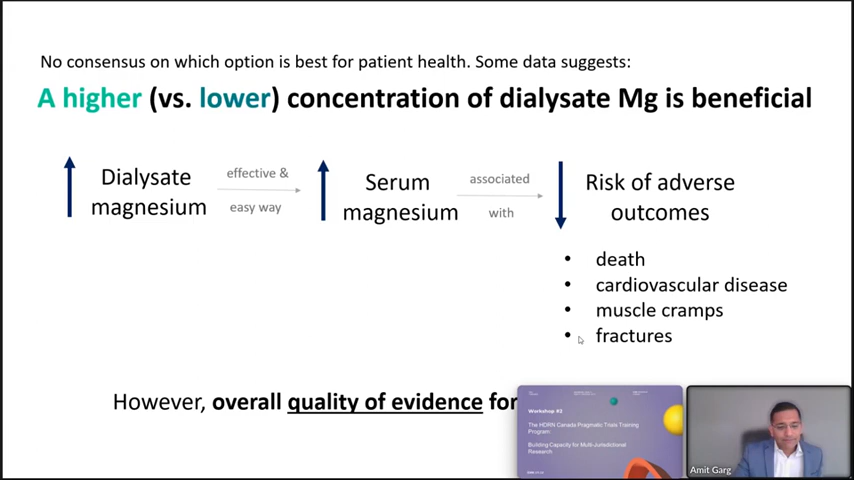 No consensus on which option is best for patient health. Some data suggests:
A higher (vs. lower) concentration of dialysate Mg is beneficial
Dialysate
magnesium
effective &
easy way
Serum
magnesium
associated
with
Risk of adverse
outcomes
• death
• cardiovascular disease
• muscle cramps
• fractures
However, overall quality of evidence for
Workshop #3
The HDRN Canada Pragmatic Trials Training
Program
Building Capacity for Multi-Jurisdictional
Research
Amit Garg